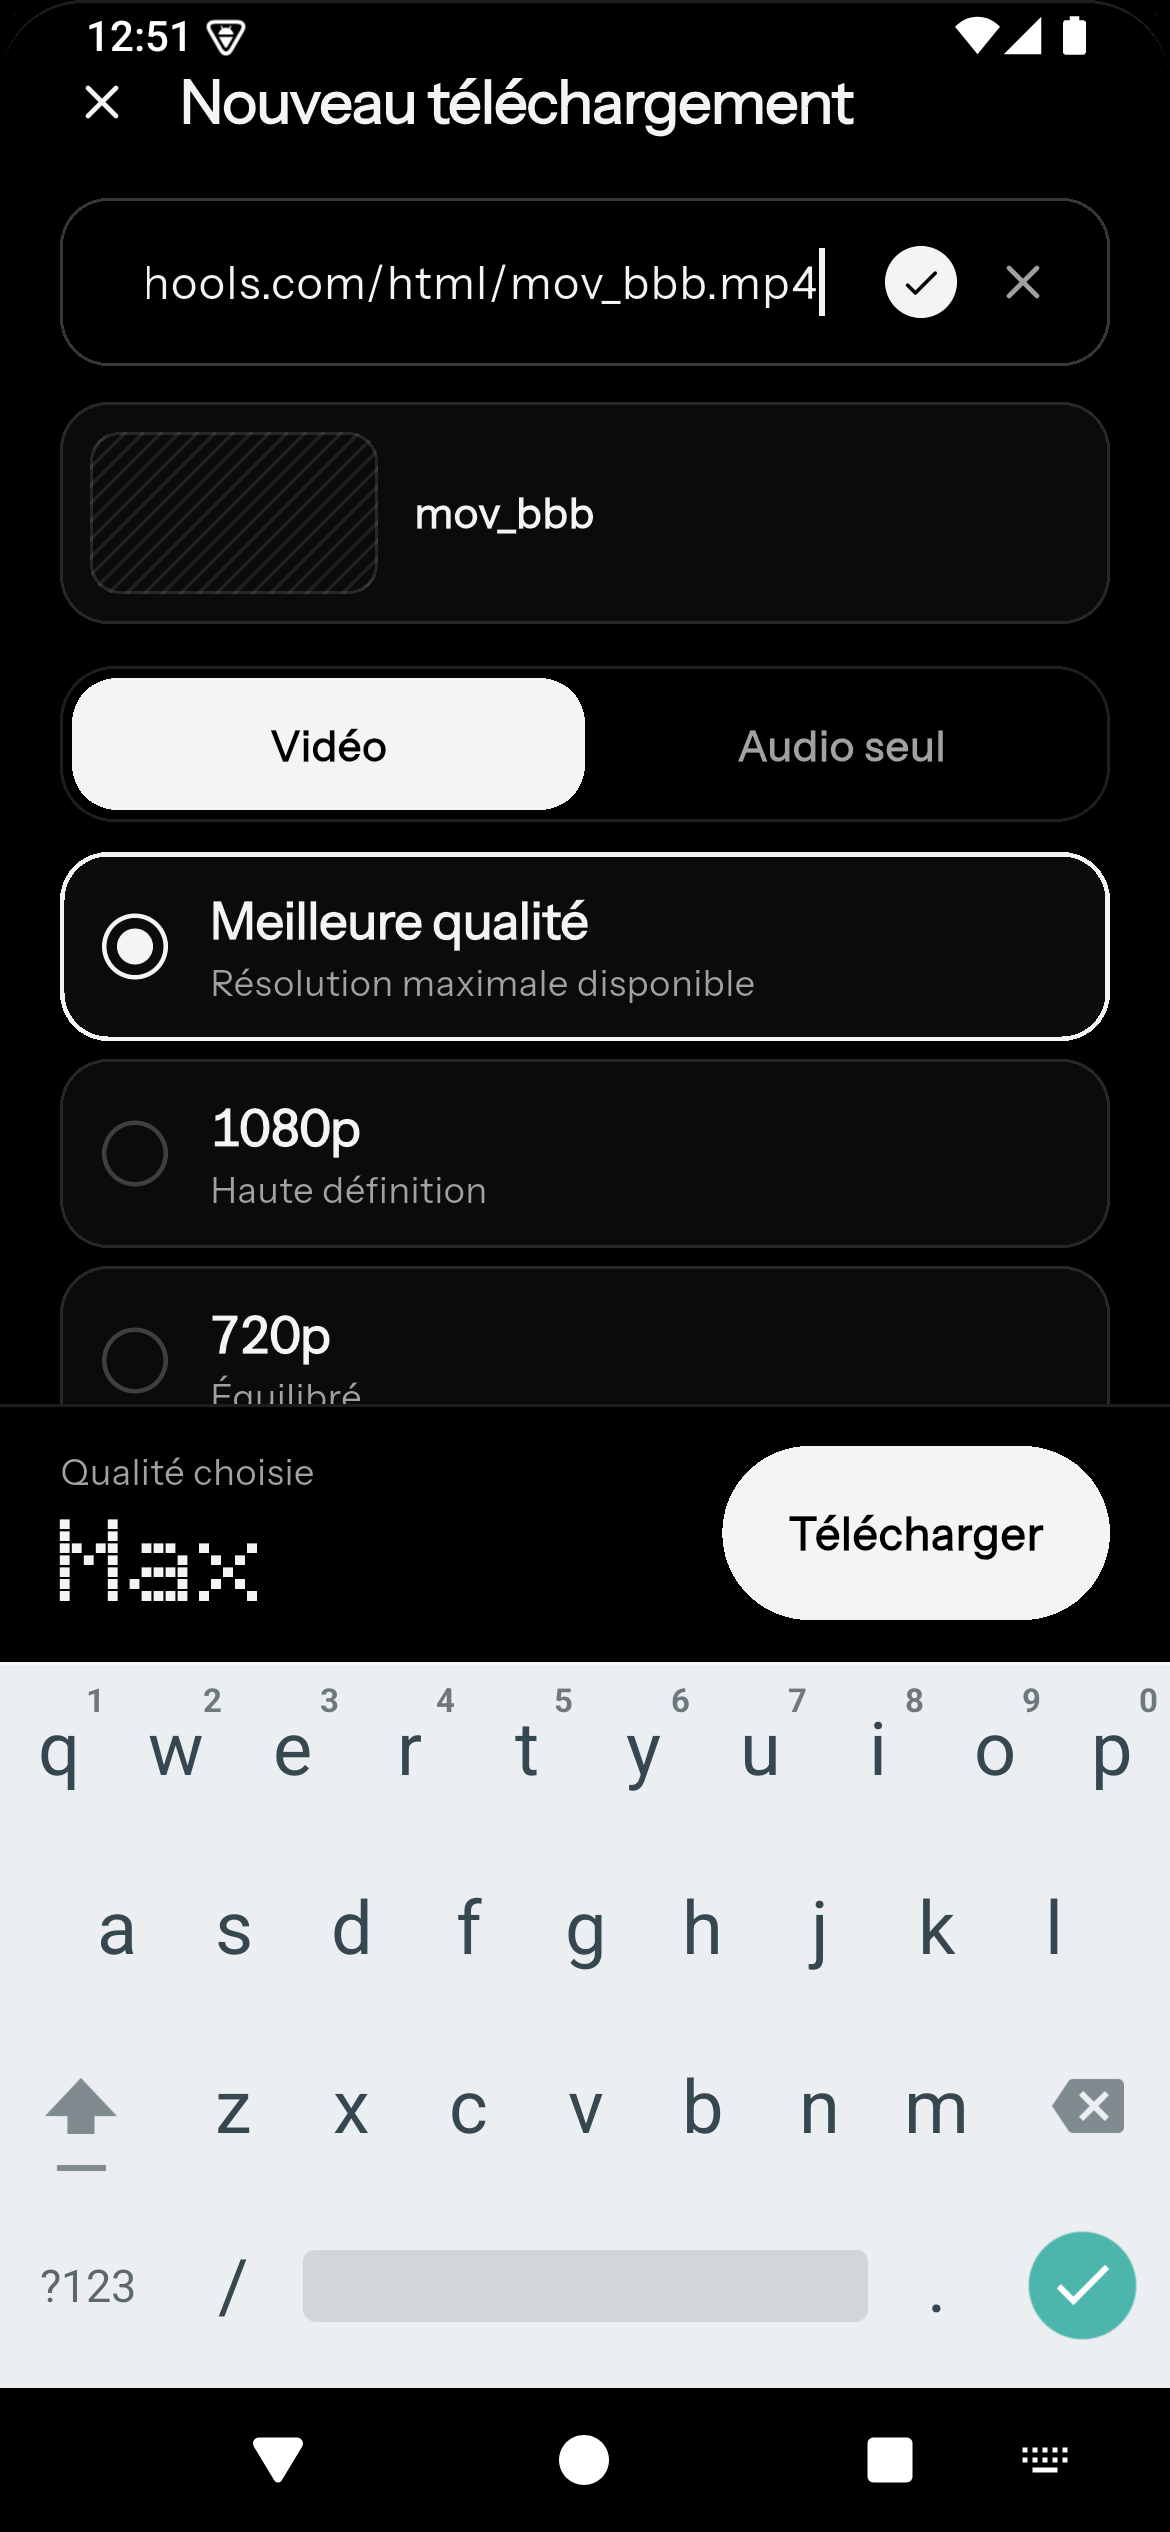 12:51
Nouveau téléchargement
hools.com/html/mov_bbb.mp4
mov_bbb
Vidéo
Audio seul
Meilleure qualité
Résolution maximale disponible
1080p
Haute définition
720p
Équilibré
Qualité choisie
Max
Télécharger
1 2 3 4 5 6 7 8 9 0
q w e r t y u i o p
a s d f g h j k l
z x c v b n m
?123 / .